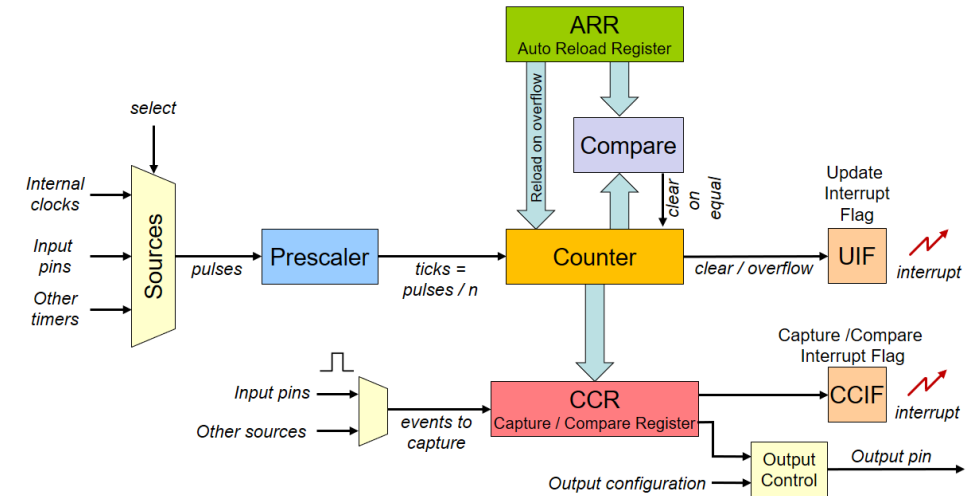 ARR
Auto Reload Register
select
Reload on overflow
Compare
Internal
clocks
Input
pins
Other
timers
Sources
pulses
Prescaler
ticks =
pulses / n
clear
on
equal
Counter
clear / overflow
Update
Interrupt
Flag
UIF
interrupt
Input pins
Other sources
events to
capture
CCR
Capture / Compare Register
Capture /Compare
Interrupt Flag
CCIF
interrupt
Output configuration
Output
Control
Output pin